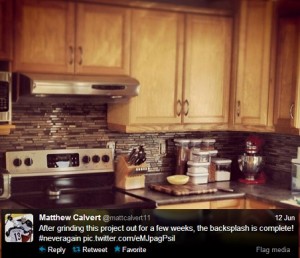 Matthew Calvert @mattcalvert11 12 Jun
After grinding this project out for a few weeks, the backsplash is complete!
#neveragain pic.twitter.com/eMJpagPsil
Reply Retweet Favorite Flag media